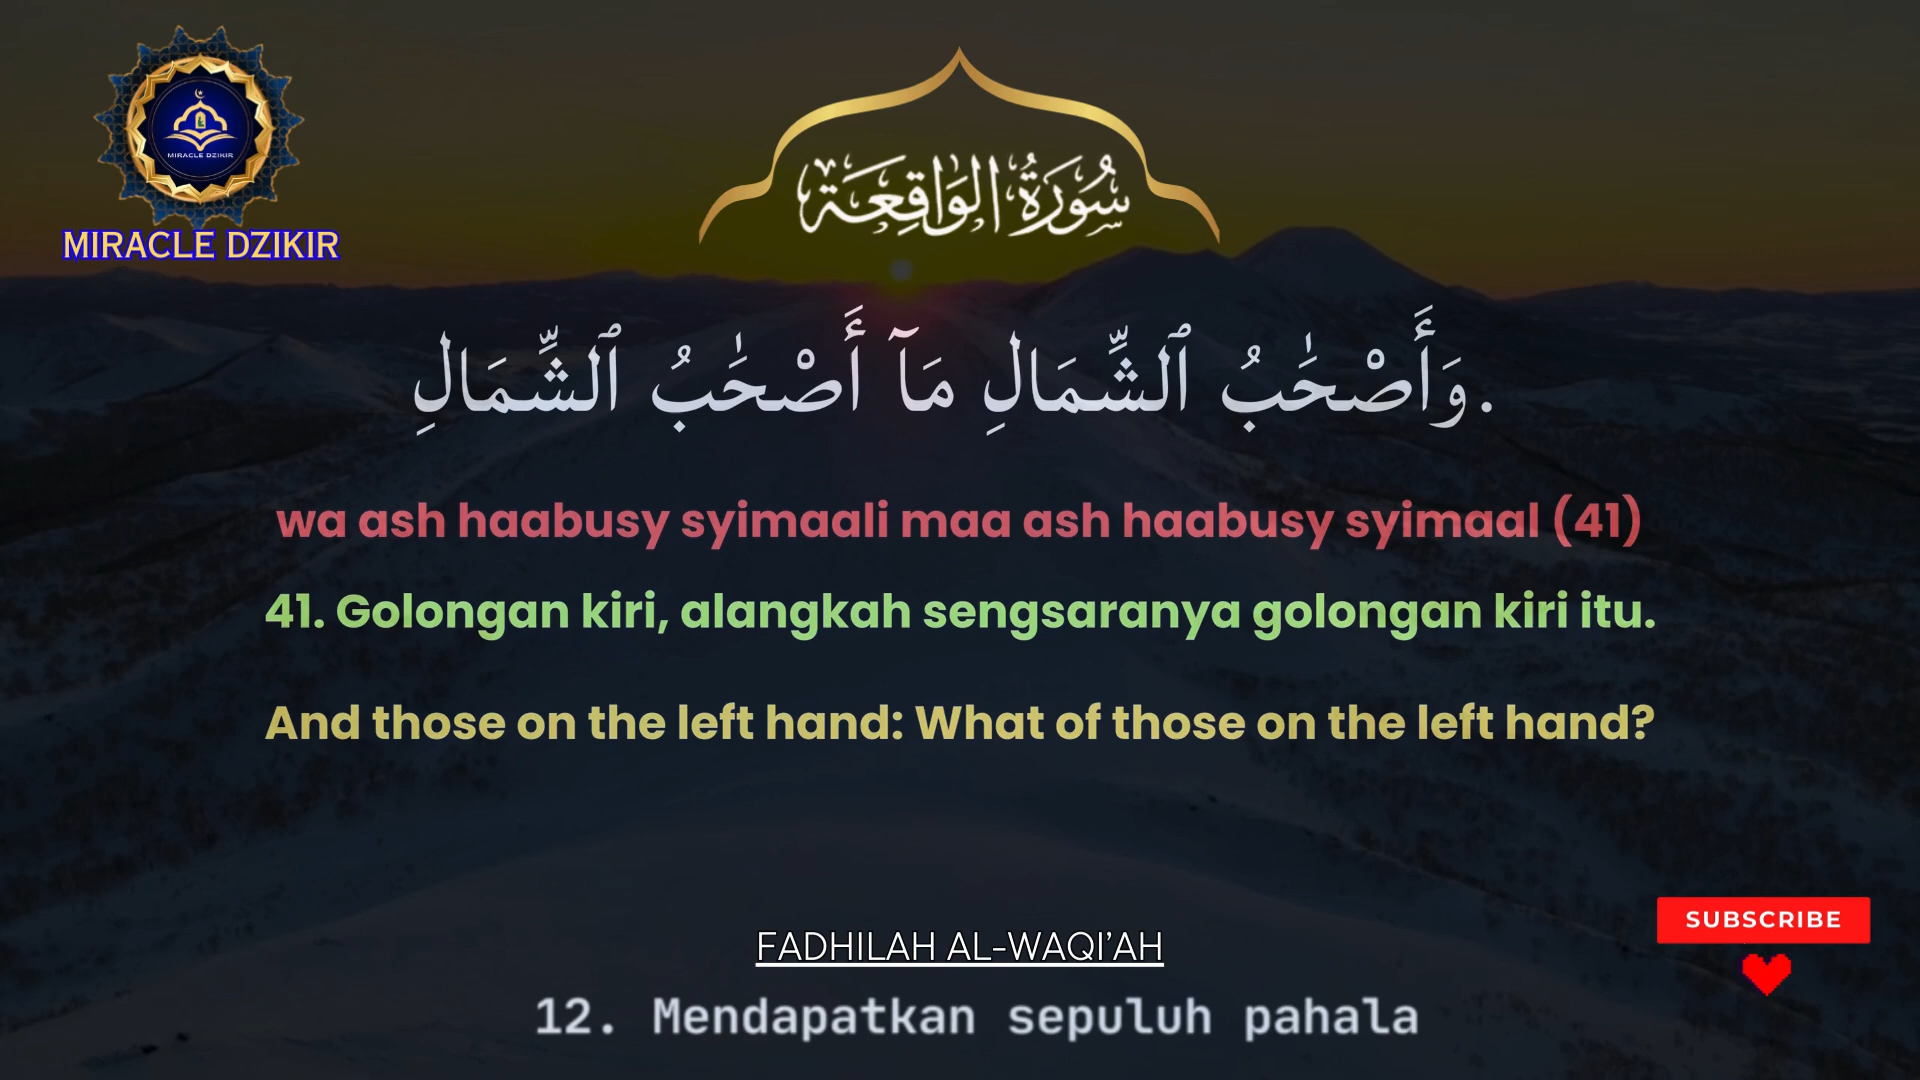 MIRACLE DZIKIR
MIRACLE DZIKIR
سُورَةُ الوَاقِعَة
وَأَصْحَٰبُ ٱلشِّمَالِ مَآ أَصْحَٰبُ ٱلشِّمَالِ.
wa ash haabusy syimaali maa ash haabusy syimaal (41)
41. Golongan kiri, alangkah sengsaranya golongan kiri itu.
And those on the left hand: What of those on the left hand?
FADHILAH AL-WAQI'AH
SUBSCRIBE
12. Mendapatkan sepuluh pahala